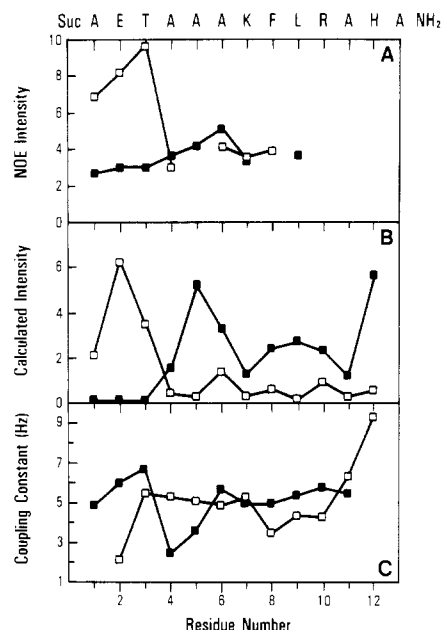 Suc A E T A A A K F L R A H A NH₂
A
10
8
6
4
2
0
NOE Intensity
B
6
4
2
0
Calculated Intensity
9
7
5
3
1
Coupling Constant (Hz)
C
2 4 6 8 10 12
Residue Number